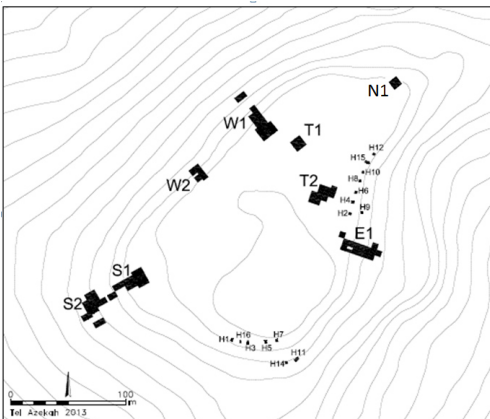 N1
W1
T1
H12
H15
H10
H8
W2
T2
H6
H4
H9
H2
E1
S1
S2
H1
H16
H3
H5
H7
H11
H14
0 100
m
Tel Azekah 2013